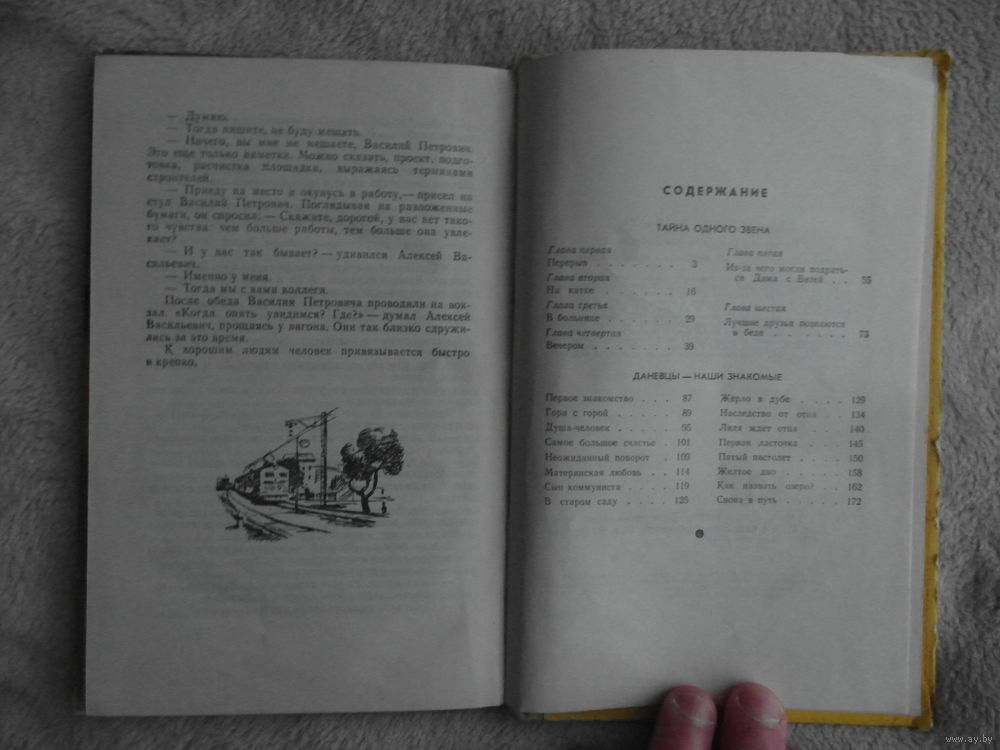 — Думаю.
— Тогда пишите, не буду мешать.
— Ничего, вы мне не мешаете, Василий Петрович.
Это еще только наметки. Можно сказать, проект, подго-
товка, расчистка площадки, выражаясь термином
строителей.
— Приеду на место и окунусь в работу,— присел на
стул Василий Петрович. Поглядывая на разложенные
бумаги, он спросил: — Скажите, дорогой, у вас нет тако-
го чувства: чем больше работы, тем больше она увле-
кает?
— И у вас так бывает? — удивился Алексей Ва-
сильевич.
— Именно у меня.
— Тогда мы с вами коллеги.
После обеда Василия Петровича проводили на вок-
зал. «Когда опять увидимся? Где?» — думал Алексей
Васильевич, прощаясь у вагона. Они так близко сдружи-
лись за это время.
К хорошим людям человек привязывается быстро
и крепко.
СОДЕРЖАНИЕ
ТАЙНА ОДНОГО ЗВЕНА
Глава первая
Перерыв . . . . . . 3
Глава вторая
На катке . . . . . . 16
Глава третья
В больнице . . . . . 29
Глава четвертая
Вечером . . . . . . 39
Глава пятая
Из-за чего могли подрать-
ся Дама с Визей . . . 55
Глава шестая
Лучшие друзья познаются
в беде . . . . . . 73
ДАНЕВЦЫ — НАШИ ЗНАКОМЫЕ
Первое знакомство . . . . 87
Гора с горой . . . . . 89
Душа-человек . . . . . 95
Самое большое счастье . 101
Неожиданный поворот . 109
Материнская любовь . . 114
Сын коммуниста . . . 119
В старом саду . . . . 125
Жерло в дубе . . . . 129
Наследство от отца . . 134
Лиля ждет отца . . . 140
Первая ласточка . . . 145
Пятый пистолет . . . 150
Желтое дно . . . . . 158
Как назвать озеро? . . 162
Снова в путь . . . . . 172
www.ay.by